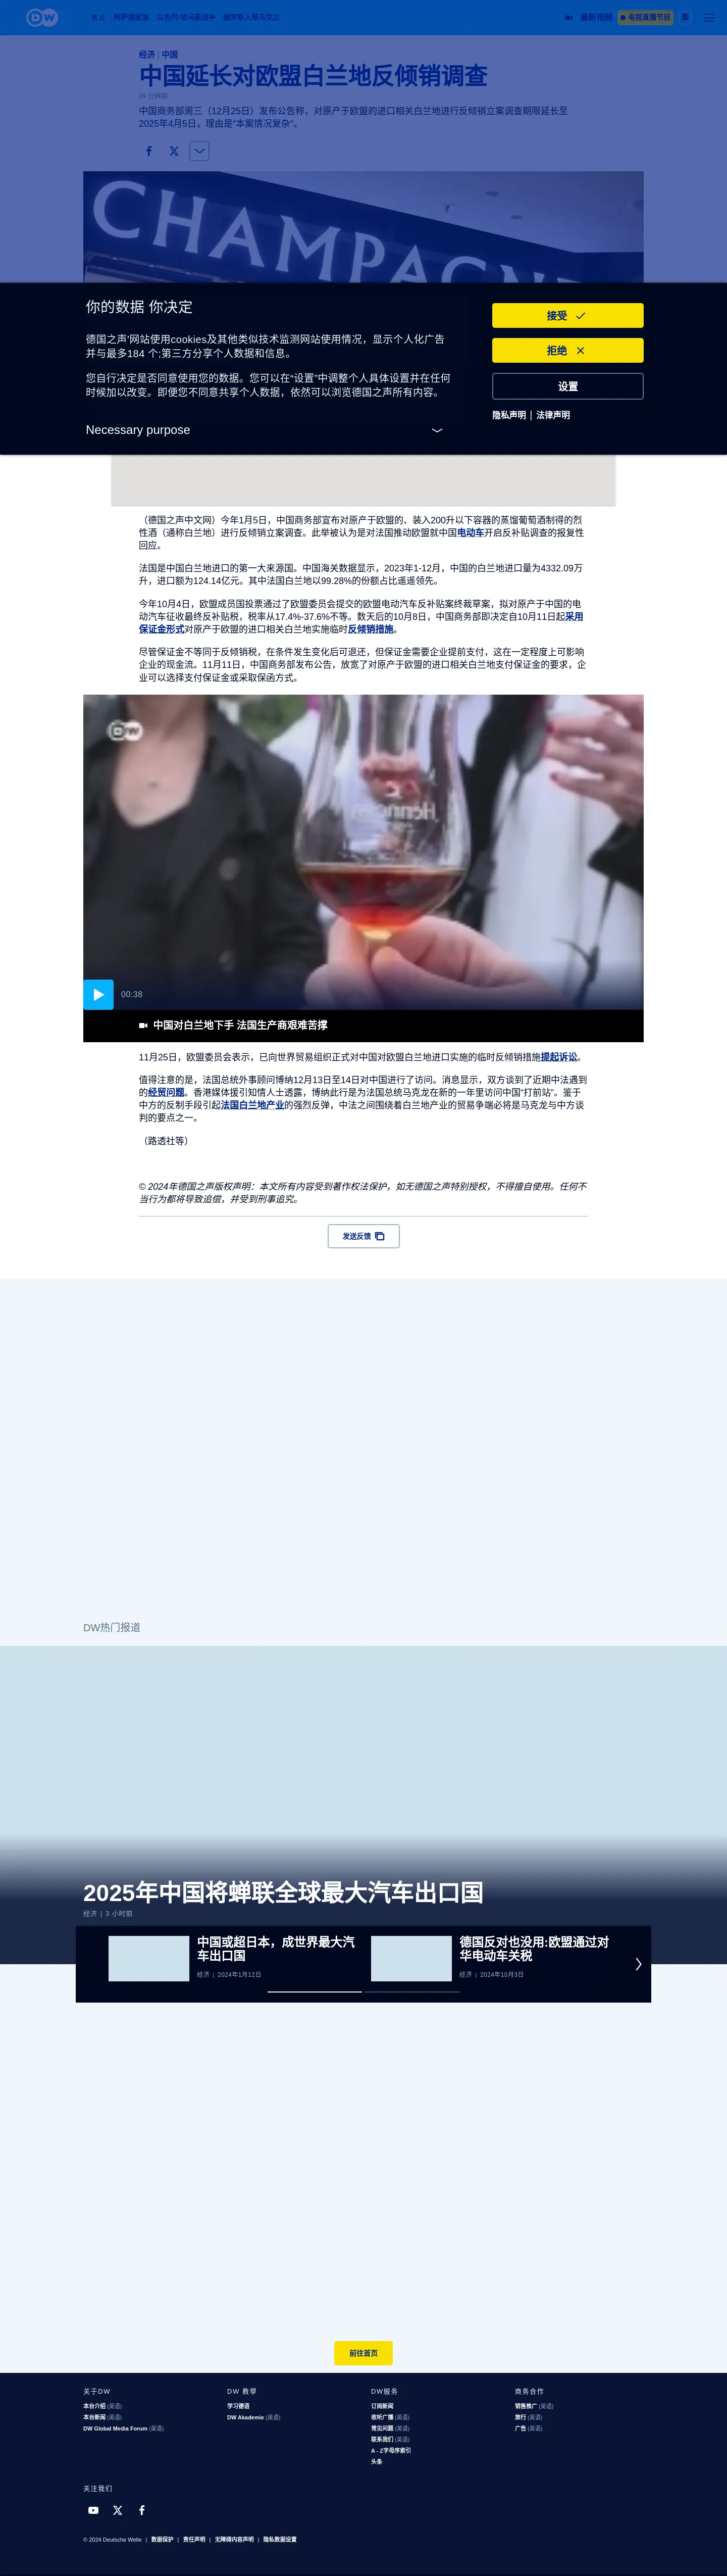 DW
焦点 阿萨德家族 以色列-哈马斯战争 俄罗斯入侵乌克兰
最新视频 电视直播节目 繁
经济 | 中国
中国延长对欧盟白兰地反倾销调查
19 分钟前
中国商务部周三（12月25日）发布公告称，对原产于欧盟的进口相关白兰地进行反倾销立案调查期限延长至
2025年4月5日，理由是“本案情况复杂”。
CHAMPAGNE
你的数据 你决定
德国之声'网站使用cookies及其他类似技术监测网站使用情况，显示个人化广告
并与最多184 个;第三方分享个人数据和信息。
您自行决定是否同意使用您的数据。您可以在“设置”中调整个人具体设置并在任何
时候加以改变。即便您不同意共享个人数据，依然可以浏览德国之声所有内容。
Necessary purpose
接受
拒绝
设置
隐私声明 | 法律声明
（德国之声中文网）今年1月5日，中国商务部宣布对原产于欧盟的、装入200升以下容器的蒸馏葡萄酒制得的烈
性酒（通称白兰地）进行反倾销立案调查。此举被认为是对法国推动欧盟就中国电动车开启反补贴调查的报复性
回应。
法国是中国白兰地进口的第一大来源国。中国海关数据显示，2023年1-12月，中国的白兰地进口量为4332.09万
升，进口额为124.14亿元。其中法国白兰地以99.28%的份额占比遥遥领先。
今年10月4日，欧盟成员国投票通过了欧盟委员会提交的欧盟电动汽车反补贴案终裁草案，拟对原产于中国的电
动汽车征收最终反补贴税，税率从17.4%-37.6%不等。数天后的10月8日，中国商务部即决定自10月11日起采用
保证金形式对原产于欧盟的进口相关白兰地实施临时反倾销措施。
尽管保证金不等同于反倾销税，在条件发生变化后可退还，但保证金需要企业提前支付，这在一定程度上可影响
企业的现金流。11月11日，中国商务部发布公告，放宽了对原产于欧盟的进口相关白兰地支付保证金的要求，企
业可以选择支付保证金或采取保函方式。
DW
Hennessy
00:38
中国对白兰地下手 法国生产商艰难苦撑
11月25日，欧盟委员会表示，已向世界贸易组织正式对中国对欧盟白兰地进口实施的临时反倾销措施提起诉讼。
值得注意的是，法国总统外事顾问博纳12月13日至14日对中国进行了访问。消息显示，双方谈到了近期中法遇到
的经贸问题。香港媒体援引知情人士透露，博纳此行是为法国总统马克龙在新的一年里访问中国“打前站”。鉴于
中方的反制手段引起法国白兰地产业的强烈反弹，中法之间围绕着白兰地产业的贸易争端必将是马克龙与中方谈
判的要点之一。
（路透社等）
© 2024年德国之声版权声明：本文所有内容受到著作权法保护，如无德国之声特别授权，不得擅自使用。任何不
当行为都将导致追偿，并受到刑事追究。
发送反馈
DW热门报道
2025年中国将蝉联全球最大汽车出口国
经济 | 3 小时前
中国或超日本，成世界最大汽
车出口国
经济 | 2024年1月12日
德国反对也没用:欧盟通过对
华电动车关税
经济 | 2024年10月3日
前往首页
关于DW
本台介绍 (英语)
本台新闻 (英语)
DW Global Media Forum (英语)
DW 教學
学习德语
DW Akademie (英语)
DW服务
订阅新闻
收听广播 (英语)
常见问题 (英语)
联系我们 (英语)
A - Z字母序索引
头条
商务合作
销售推广 (英语)
旅行 (英语)
广告 (英语)
关注我们
© 2024 Deutsche Welle | 数据保护 | 责任声明 | 无障碍内容声明 | 隐私数据设置